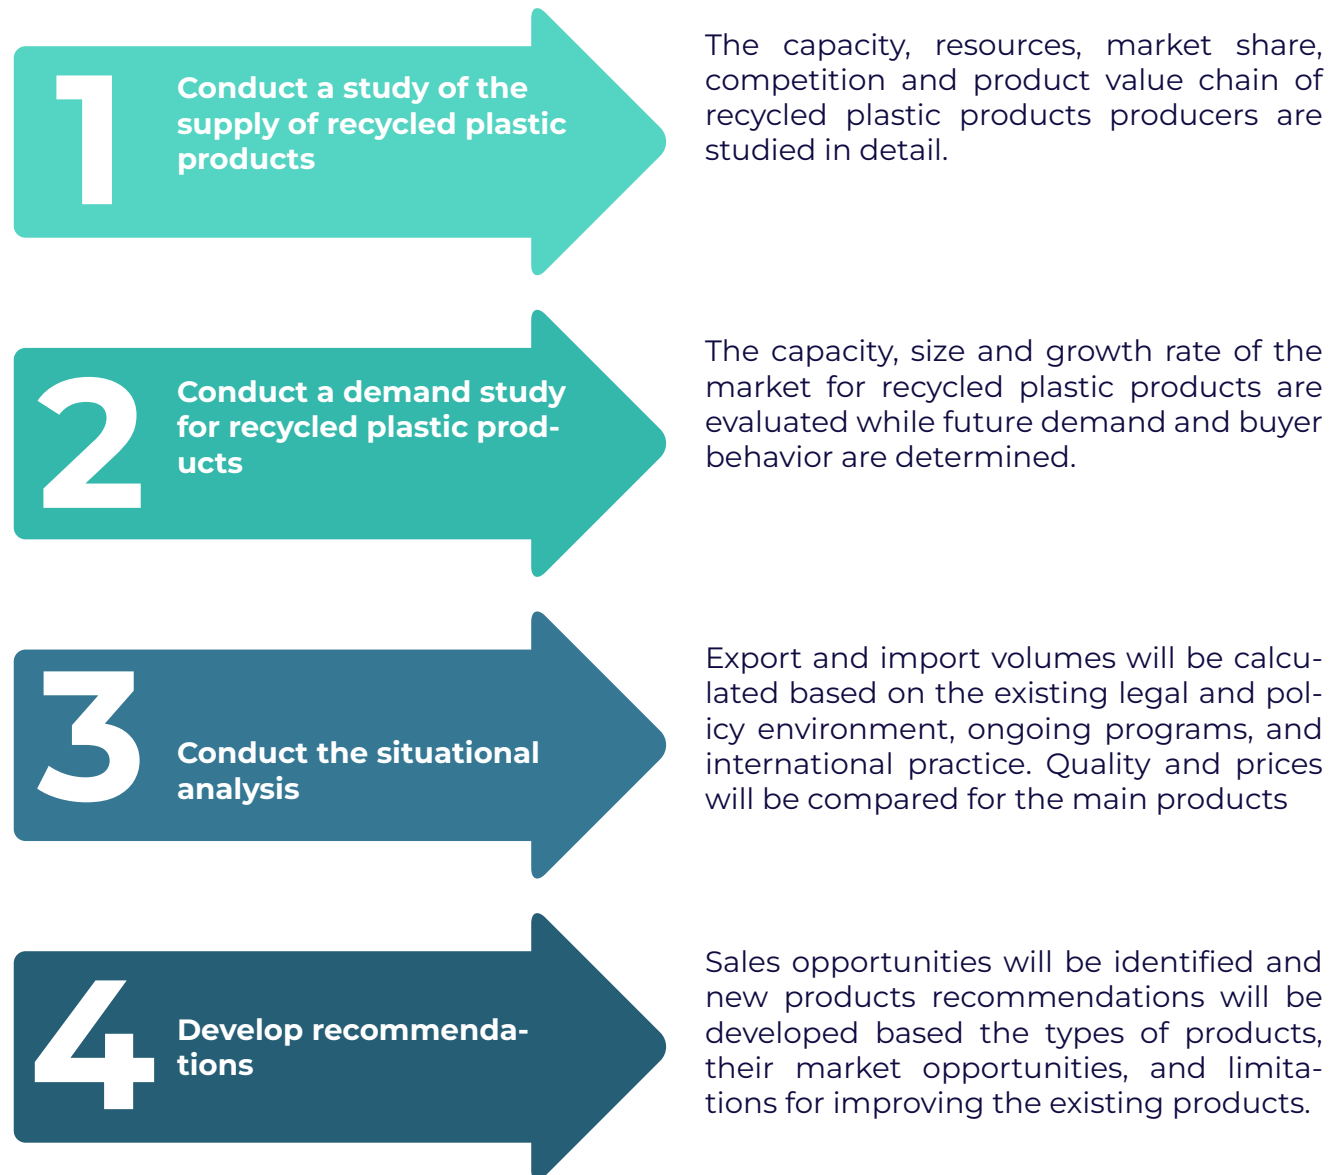 1
Conduct a study of the
supply of recycled plastic
products
The capacity, resources, market share,
competition and product value chain of
recycled plastic products producers are
studied in detail.
2
Conduct a demand study
for recycled plastic prod-
ucts
The capacity, size and growth rate of the
market for recycled plastic products are
evaluated while future demand and buyer
behavior are determined.
3
Conduct the situational
analysis
Export and import volumes will be calcu-
lated based on the existing legal and pol-
icy environment, ongoing programs, and
international practice. Quality and prices
will be compared for the main products
4
Develop recommenda-
tions
Sales opportunities will be identified and
new products recommendations will be
developed based the types of products,
their market opportunities, and limita-
tions for improving the existing products.